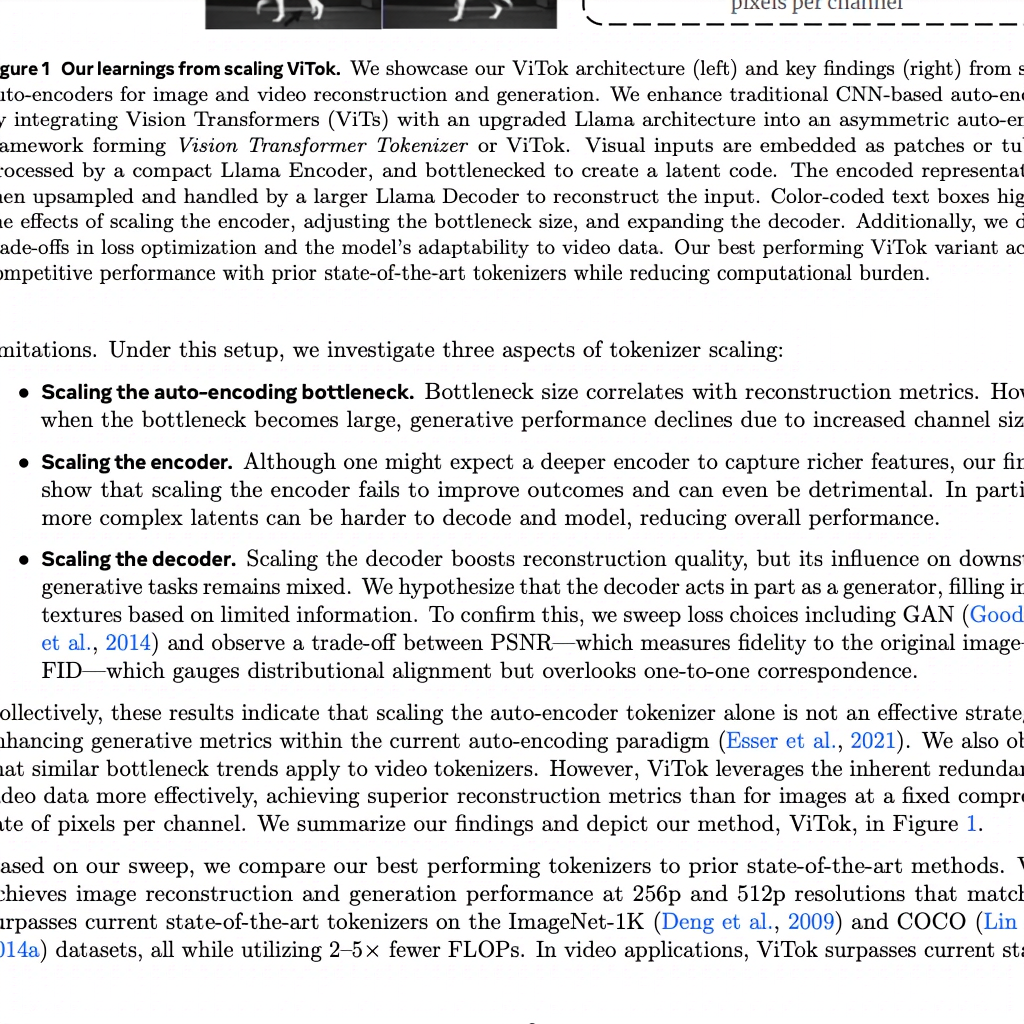 pixels per channel
gure 1 Our learnings from scaling ViTok. We showcase our ViTok architecture (left) and key findings (right) from s
uto-encoders for image and video reconstruction and generation. We enhance traditional CNN-based auto-enc
y integrating Vision Transformers (ViTs) with an upgraded Llama architecture into an asymmetric auto-en
amework forming Vision Transformer Tokenizer or ViTok. Visual inputs are embedded as patches or tu
rocessed by a compact Llama Encoder, and bottlenecked to create a latent code. The encoded representat
en upsampled and handled by a larger Llama Decoder to reconstruct the input. Color-coded text boxes hig
e effects of scaling the encoder, adjusting the bottleneck size, and expanding the decoder. Additionally, we d
ade-offs in loss optimization and the model's adaptability to video data. Our best performing ViTok variant ac
ompetitive performance with prior state-of-the-art tokenizers while reducing computational burden.
mitations. Under this setup, we investigate three aspects of tokenizer scaling:
• Scaling the auto-encoding bottleneck. Bottleneck size correlates with reconstruction metrics. How
when the bottleneck becomes large, generative performance declines due to increased channel siz
• Scaling the encoder. Although one might expect a deeper encoder to capture richer features, our fin
show that scaling the encoder fails to improve outcomes and can even be detrimental. In parti
more complex latents can be harder to decode and model, reducing overall performance.
• Scaling the decoder. Scaling the decoder boosts reconstruction quality, but its influence on downst
generative tasks remains mixed. We hypothesize that the decoder acts in part as a generator, filling in
textures based on limited information. To confirm this, we sweep loss choices including GAN (Good
et al., 2014) and observe a trade-off between PSNR—which measures fidelity to the original image—
FID—which gauges distributional alignment but overlooks one-to-one correspondence.
ollectively, these results indicate that scaling the auto-encoder tokenizer alone is not an effective strateg
nhancing generative metrics within the current auto-encoding paradigm (Esser et al., 2021). We also ob
at similar bottleneck trends apply to video tokenizers. However, ViTok leverages the inherent redundan
deo data more effectively, achieving superior reconstruction metrics than for images at a fixed compre
ate of pixels per channel. We summarize our findings and depict our method, ViTok, in Figure 1.
ased on our sweep, we compare our best performing tokenizers to prior state-of-the-art methods. V
chieves image reconstruction and generation performance at 256p and 512p resolutions that match
urpasses current state-of-the-art tokenizers on the ImageNet-1K (Deng et al., 2009) and COCO (Lin
014a) datasets, all while utilizing 2–5× fewer FLOPs. In video applications, ViTok surpasses current sta